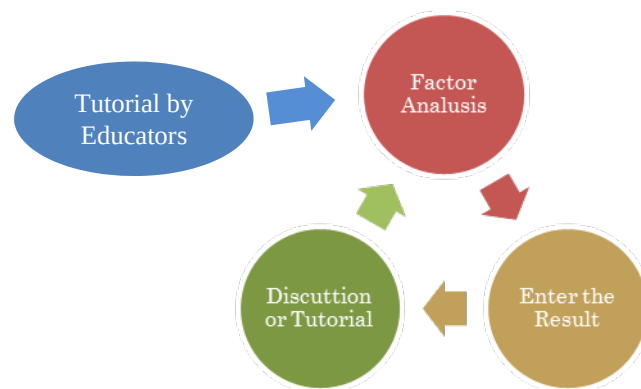 Tutorial by
Educators
Factor
Analusis
Enter the
Result
Discuttion
or Tutorial